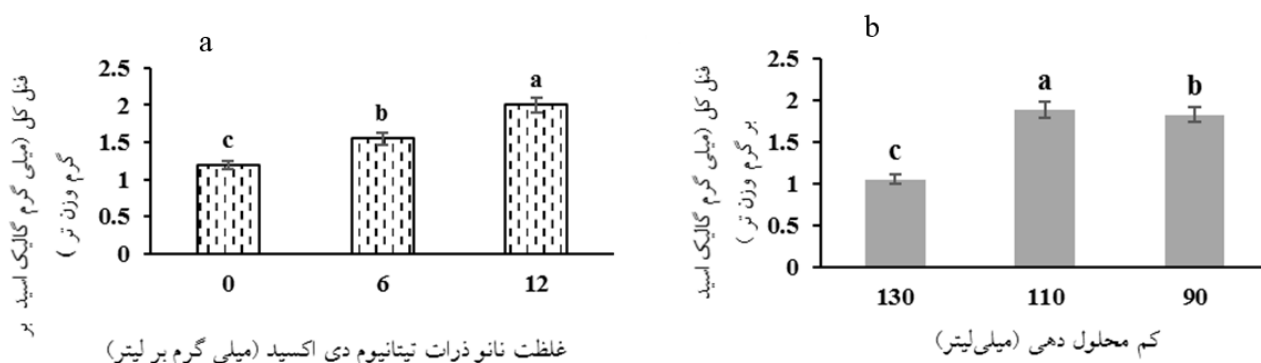 a
فنل کل (میلی گرم گالیک اسید بر
گرم وزن تر )
2.5
2
1.5
1
0.5
0
c
b
a
0 6 12
غلظت نانو ذرات تیتانیوم دی اکسید (میلی گرم بر لیتر)
b
فنل کل (میلی گرم گالیک اسید
بر گرم وزن تر )
2.5
2
1.5
1
0.5
0
c
a
b
130 110 90
کم محلول دهی (میلی‌لیتر)